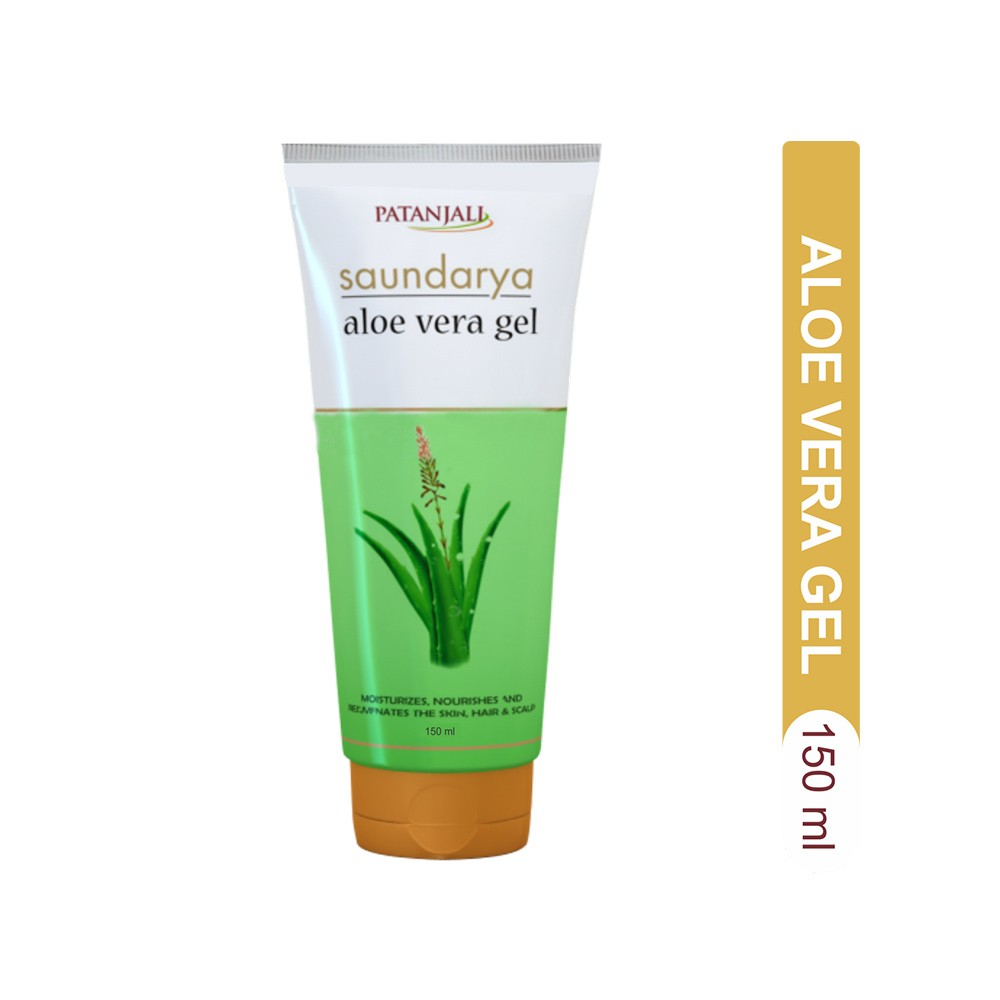 PATANJALI
saundarya
aloe vera gel
MOISTURIZES, NOURISHES AND
REJUVENATES THE SKIN, HAIR & SCALP
150 ml
ALOE VERA GEL
150 ml